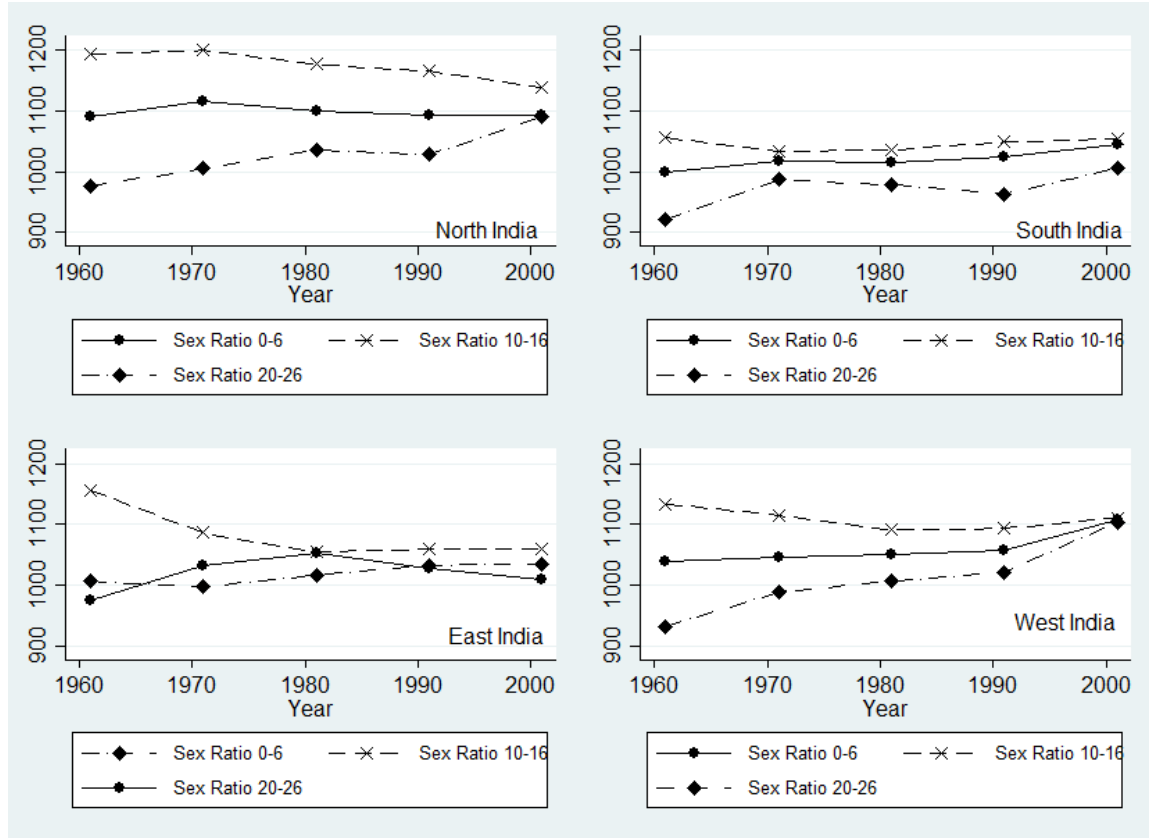 1200
1100
1000
900
North India
1960 1970 1980 1990 2000
Year
Sex Ratio 0-6 Sex Ratio 10-16
Sex Ratio 20-26
1200
1100
1000
900
South India
1960 1970 1980 1990 2000
Year
Sex Ratio 0-6 Sex Ratio 10-16
Sex Ratio 20-26
1200
1100
1000
900
East India
1960 1970 1980 1990 2000
Year
Sex Ratio 0-6 Sex Ratio 10-16
Sex Ratio 20-26
1200
1100
1000
900
West India
1960 1970 1980 1990 2000
Year
Sex Ratio 0-6 Sex Ratio 10-16
Sex Ratio 20-26